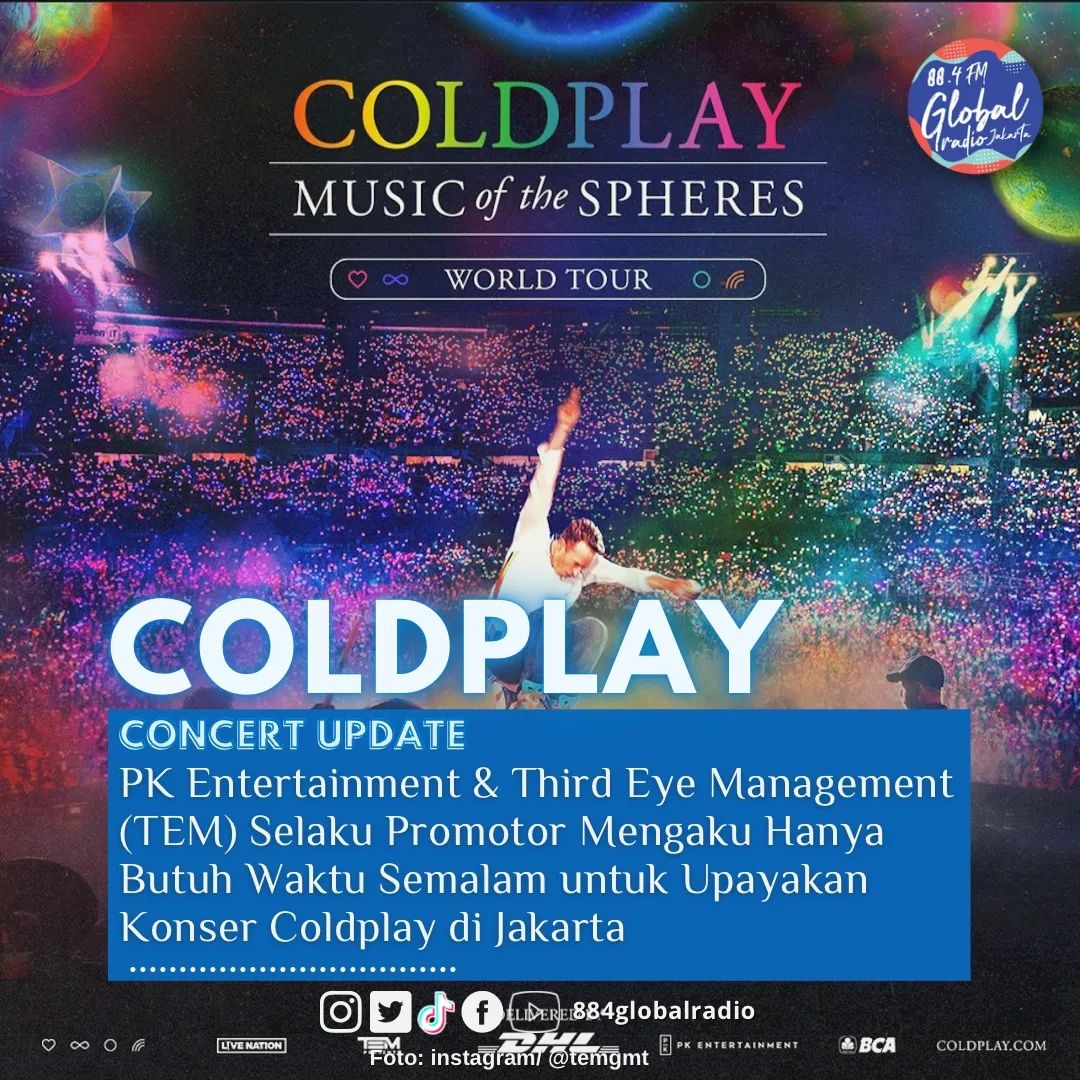 COLDPLAY
MUSIC of the SPHERES
WORLD TOUR
88.4 FM
Global
radio Jakarta
COLDPLAY
CONCERT UPDATE
PK Entertainment & Third Eye Management
(TEM) Selaku Promotor Mengaku Hanya
Butuh Waktu Semalam untuk Upayakan
Konser Coldplay di Jakarta
884globalradio
LIVE NATION
TEM
DHL
PK ENTERTAINMENT
BCA
COLDPLAY.COM
Foto: instagram/ @temgmt